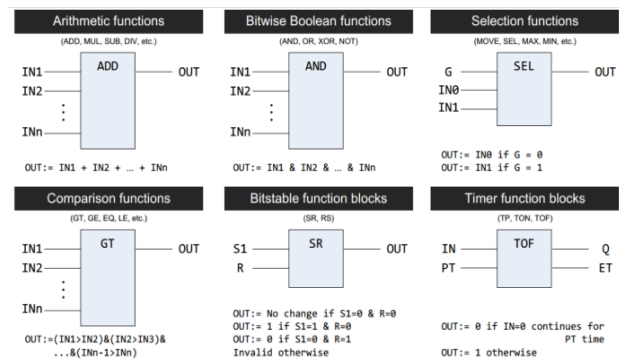 Arithmetic functions
(ADD, MUL, SUB, DIV, etc.)
IN1
ADD
OUT
IN2
⋮
INn
OUT:= IN1 + IN2 + … + INn
Bitwise Boolean functions
(AND, OR, XOR, NOT)
IN1
AND
OUT
IN2
⋮
INn
OUT:= IN1 & IN2 & … & INn
Selection functions
(MOVE, SEL, MAX, MIN, etc.)
G
SEL
OUT
IN0
IN1
OUT:= IN0 if G = 0
OUT:= IN1 if G = 1
Comparison functions
(GT, GE, EQ, LE, etc.)
IN1
GT
OUT
IN2
⋮
INn
OUT:=(IN1>IN2)&(IN2>IN3)&
...&(INn-1>INn)
Bitstable function blocks
(SR, RS)
S1
SR
OUT
R
OUT:= No change if S1=0 & R=0
OUT:= 1 if S1=1 & R=0
OUT:= 0 if S1=0 & R=1
Invalid otherwise
Timer function blocks
(TP, TON, TOF)
IN
TOF
Q
PT
ET
OUT:= 0 if IN=0 continues for
PT time
OUT:= 1 otherwise